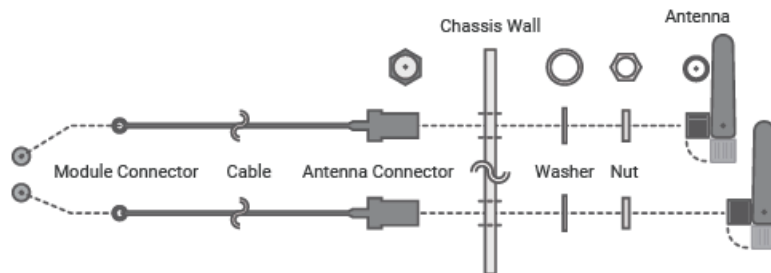 Antenna
Chassis Wall
Module Connector
Cable
Antenna Connector
Washer
Nut